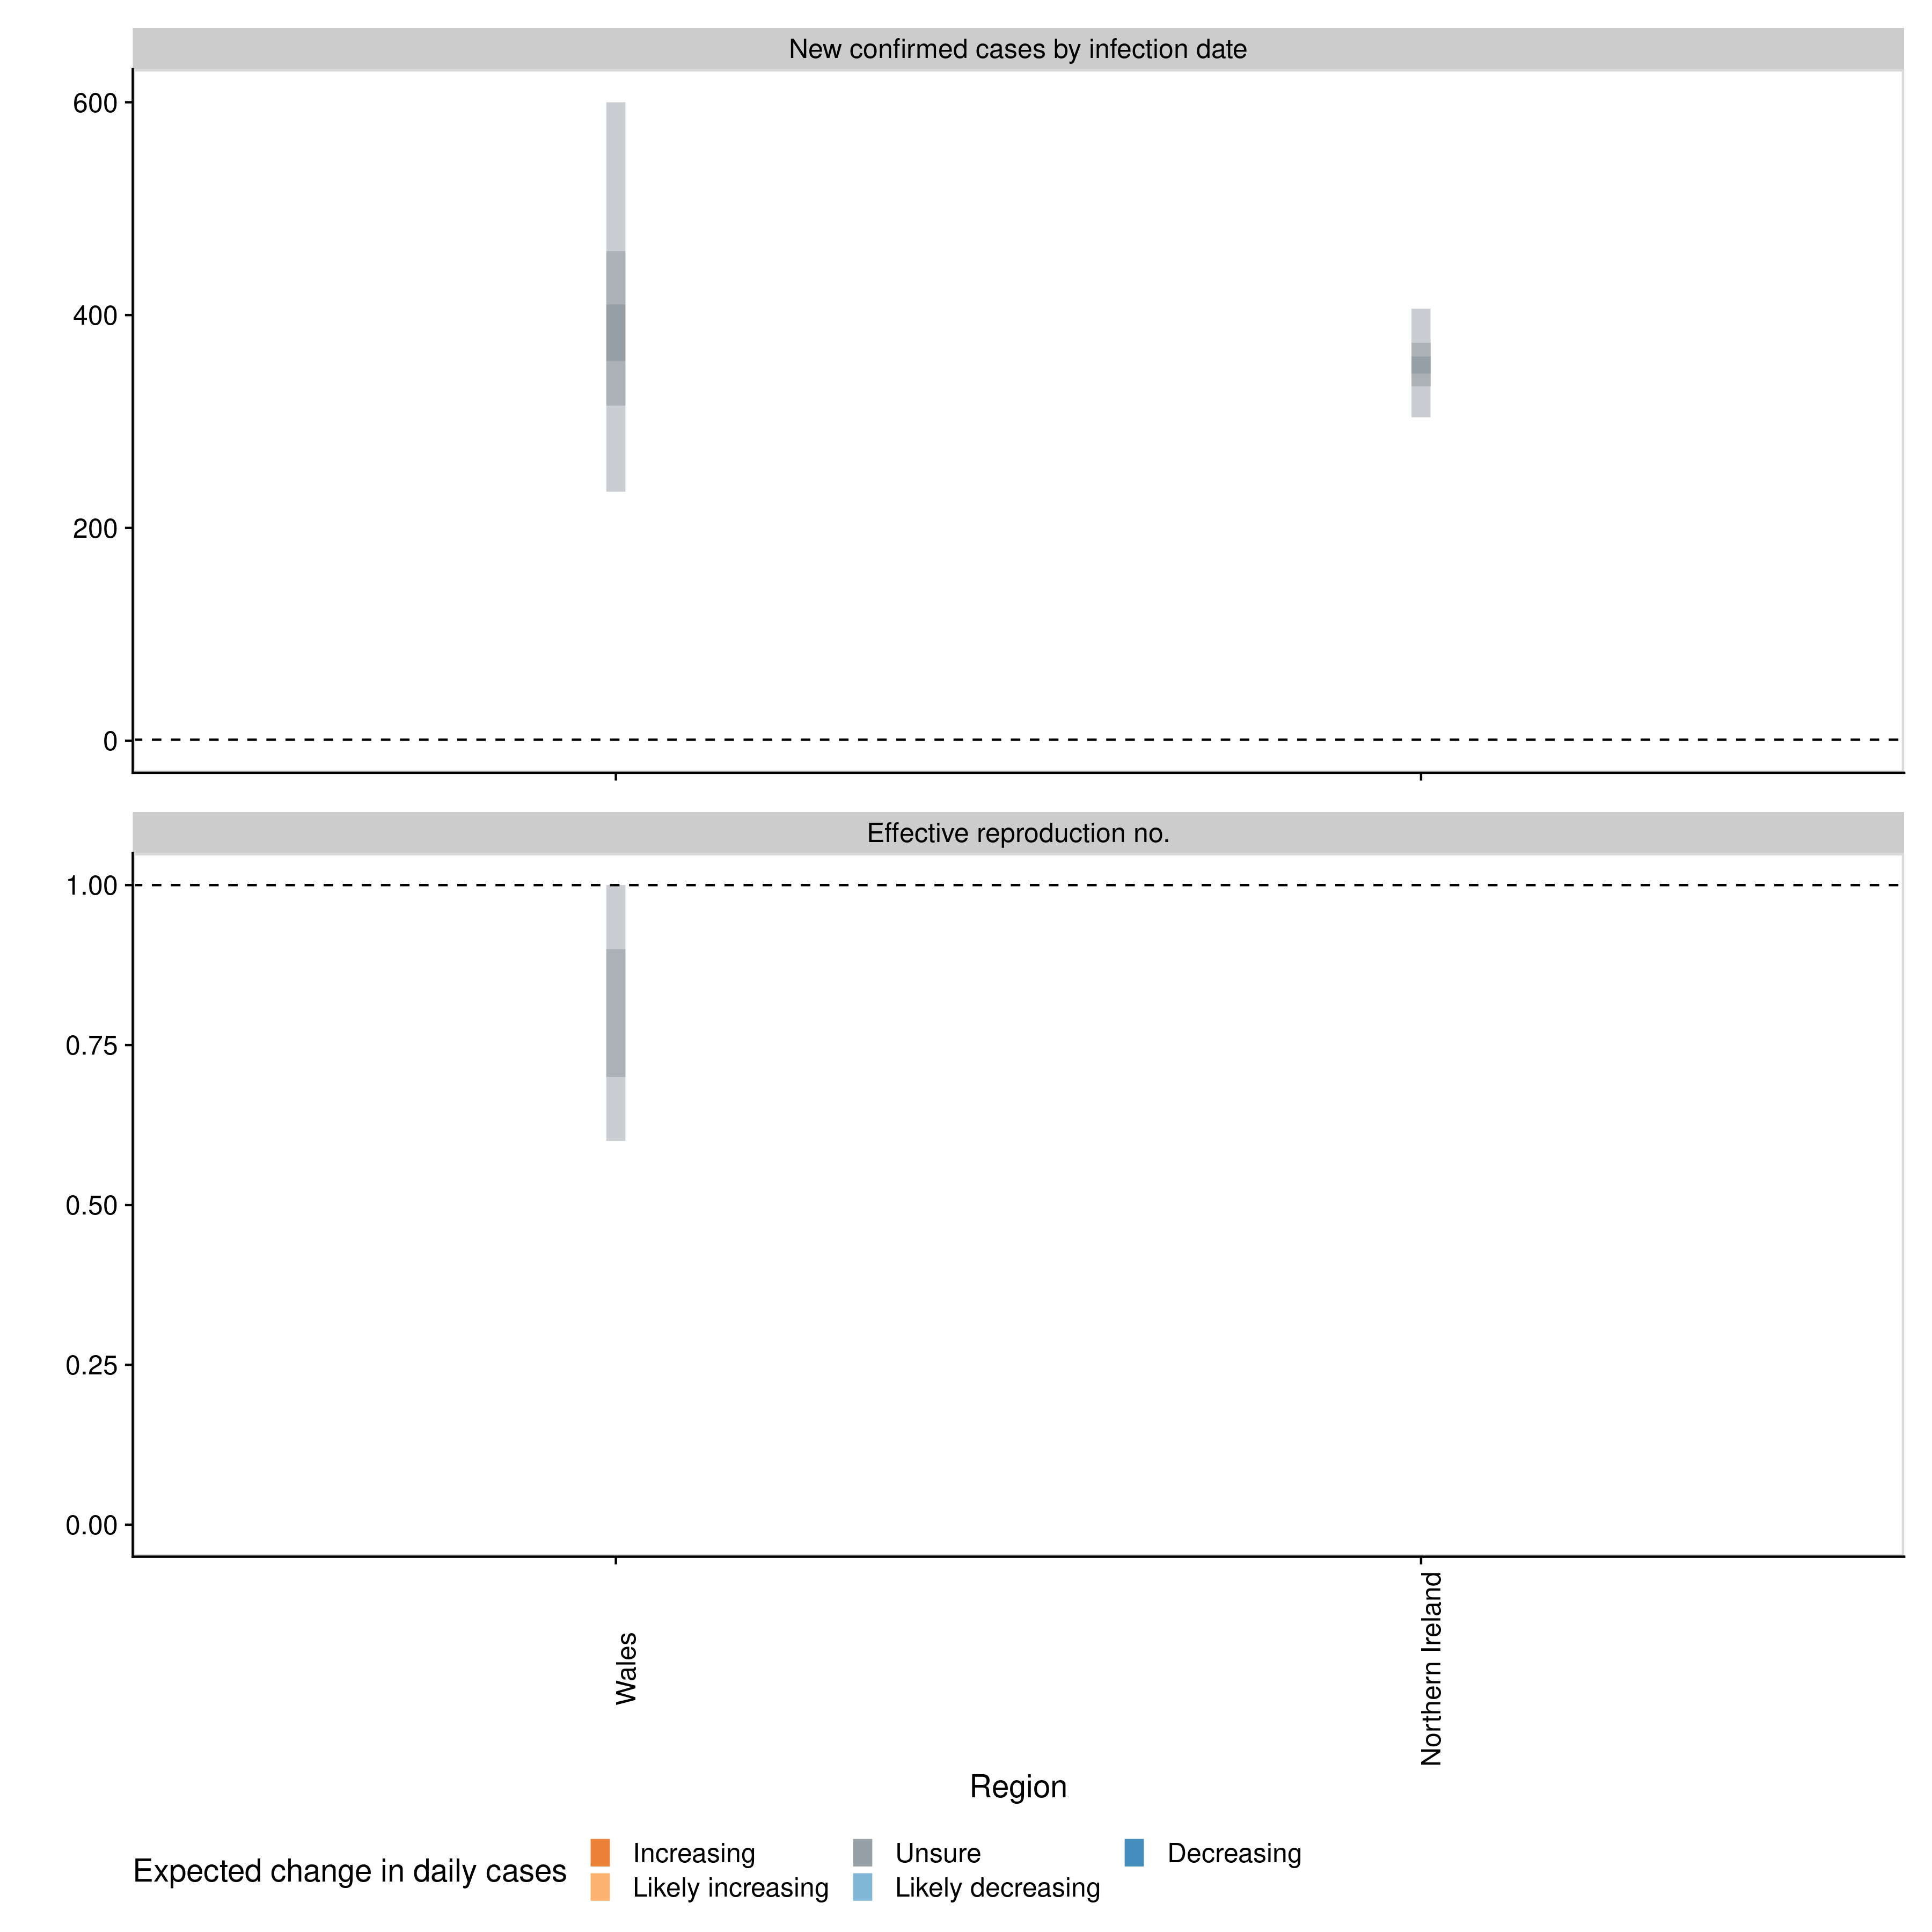 New confirmed cases by infection date
600
400
200
0
Effective reproduction no.
1.00
0.75
0.50
0.25
0.00
Wales
Northern Ireland
Region
Expected change in daily cases
Increasing
Unsure
Decreasing
Likely increasing
Likely decreasing